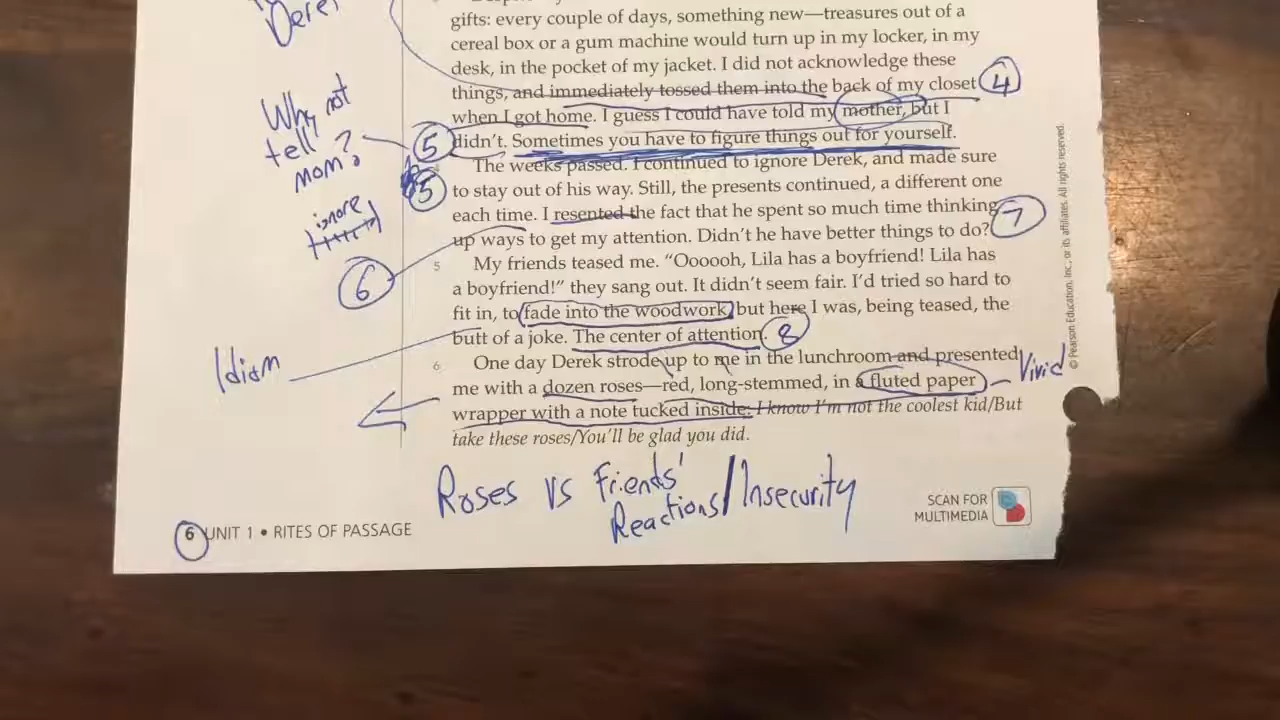 Derek
gifts: every couple of days, something new—treasures out of a
cereal box or a gum machine would turn up in my locker, in my
desk, in the pocket of my jacket. I did not acknowledge these
things, and immediately tossed them into the back of my closet
4
when I got home. I guess I could have told my mother, but I
didn't. Sometimes you have to figure things out for yourself.
Why not
tell
mom?
5
The weeks passed. I continued to ignore Derek, and made sure
to stay out of his way. Still, the presents continued, a different one
5
each time. I resented the fact that he spent so much time thinking
up ways to get my attention. Didn't he have better things to do?
7
ignore
6
5 My friends teased me. “Oooooh, Lila has a boyfriend! Lila has
a boyfriend!” they sang out. It didn't seem fair. I'd tried so hard to
fit in, to fade into the woodwork, but here I was, being teased, the
butt of a joke. The center of attention.
8
Idiom
6 One day Derek strode up to me in the lunchroom and presented
me with a dozen roses—red, long-stemmed, in a fluted paper
Vivid
wrapper with a note tucked inside: I know I'm not the coolest kid/But
take these roses/You'll be glad you did.
Roses vs Friends'
Reactions/Insecurity
6 UNIT 1 • RITES OF PASSAGE
SCAN FOR
MULTIMEDIA
© Pearson Education, Inc., or its affiliates. All rights reserved.